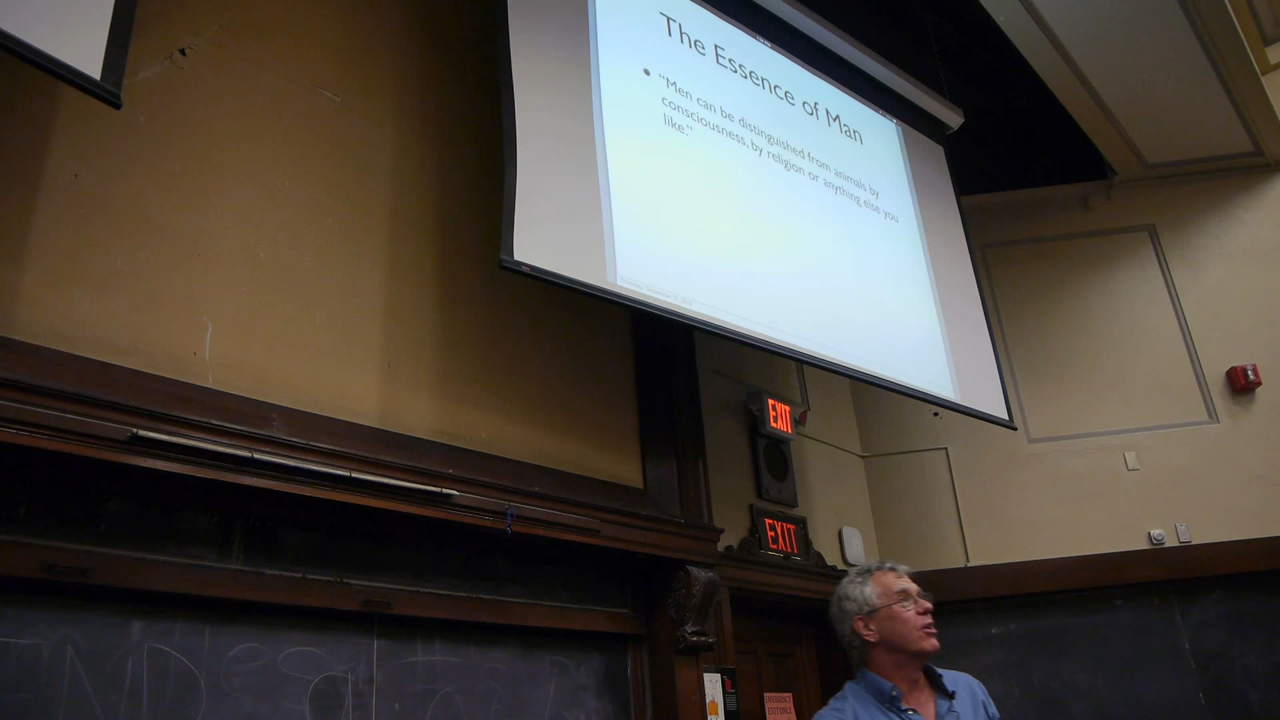 The Essence of Man
• "Men can be distinguished from animals by
consciousness, by religion or anything else you
like."
EXIT
EXIT
EMERGENCY